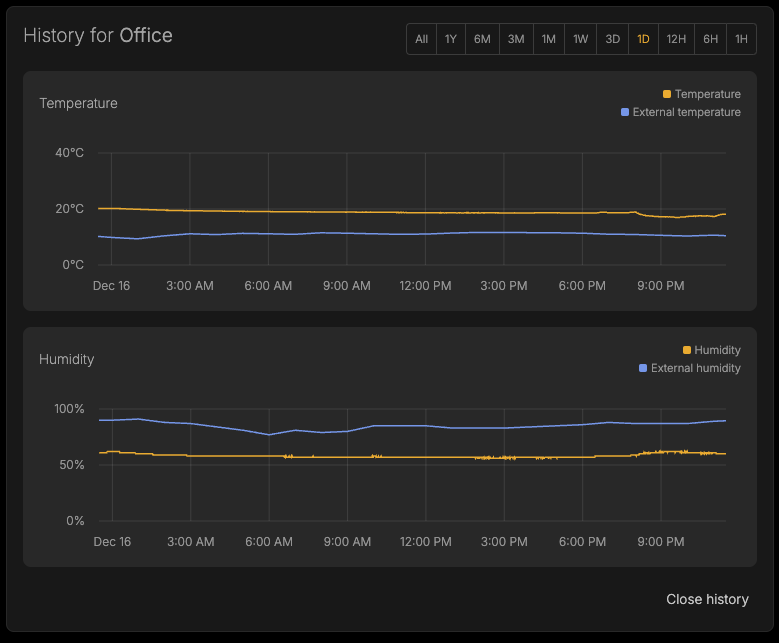 History for Office
All 1Y 6M 3M 1M 1W 3D 1D 12H 6H 1H
Temperature
Temperature
External temperature
40°C
20°C
0°C
Dec 16 3:00 AM 6:00 AM 9:00 AM 12:00 PM 3:00 PM 6:00 PM 9:00 PM
Humidity
Humidity
External humidity
100%
50%
0%
Dec 16 3:00 AM 6:00 AM 9:00 AM 12:00 PM 3:00 PM 6:00 PM 9:00 PM
Close history